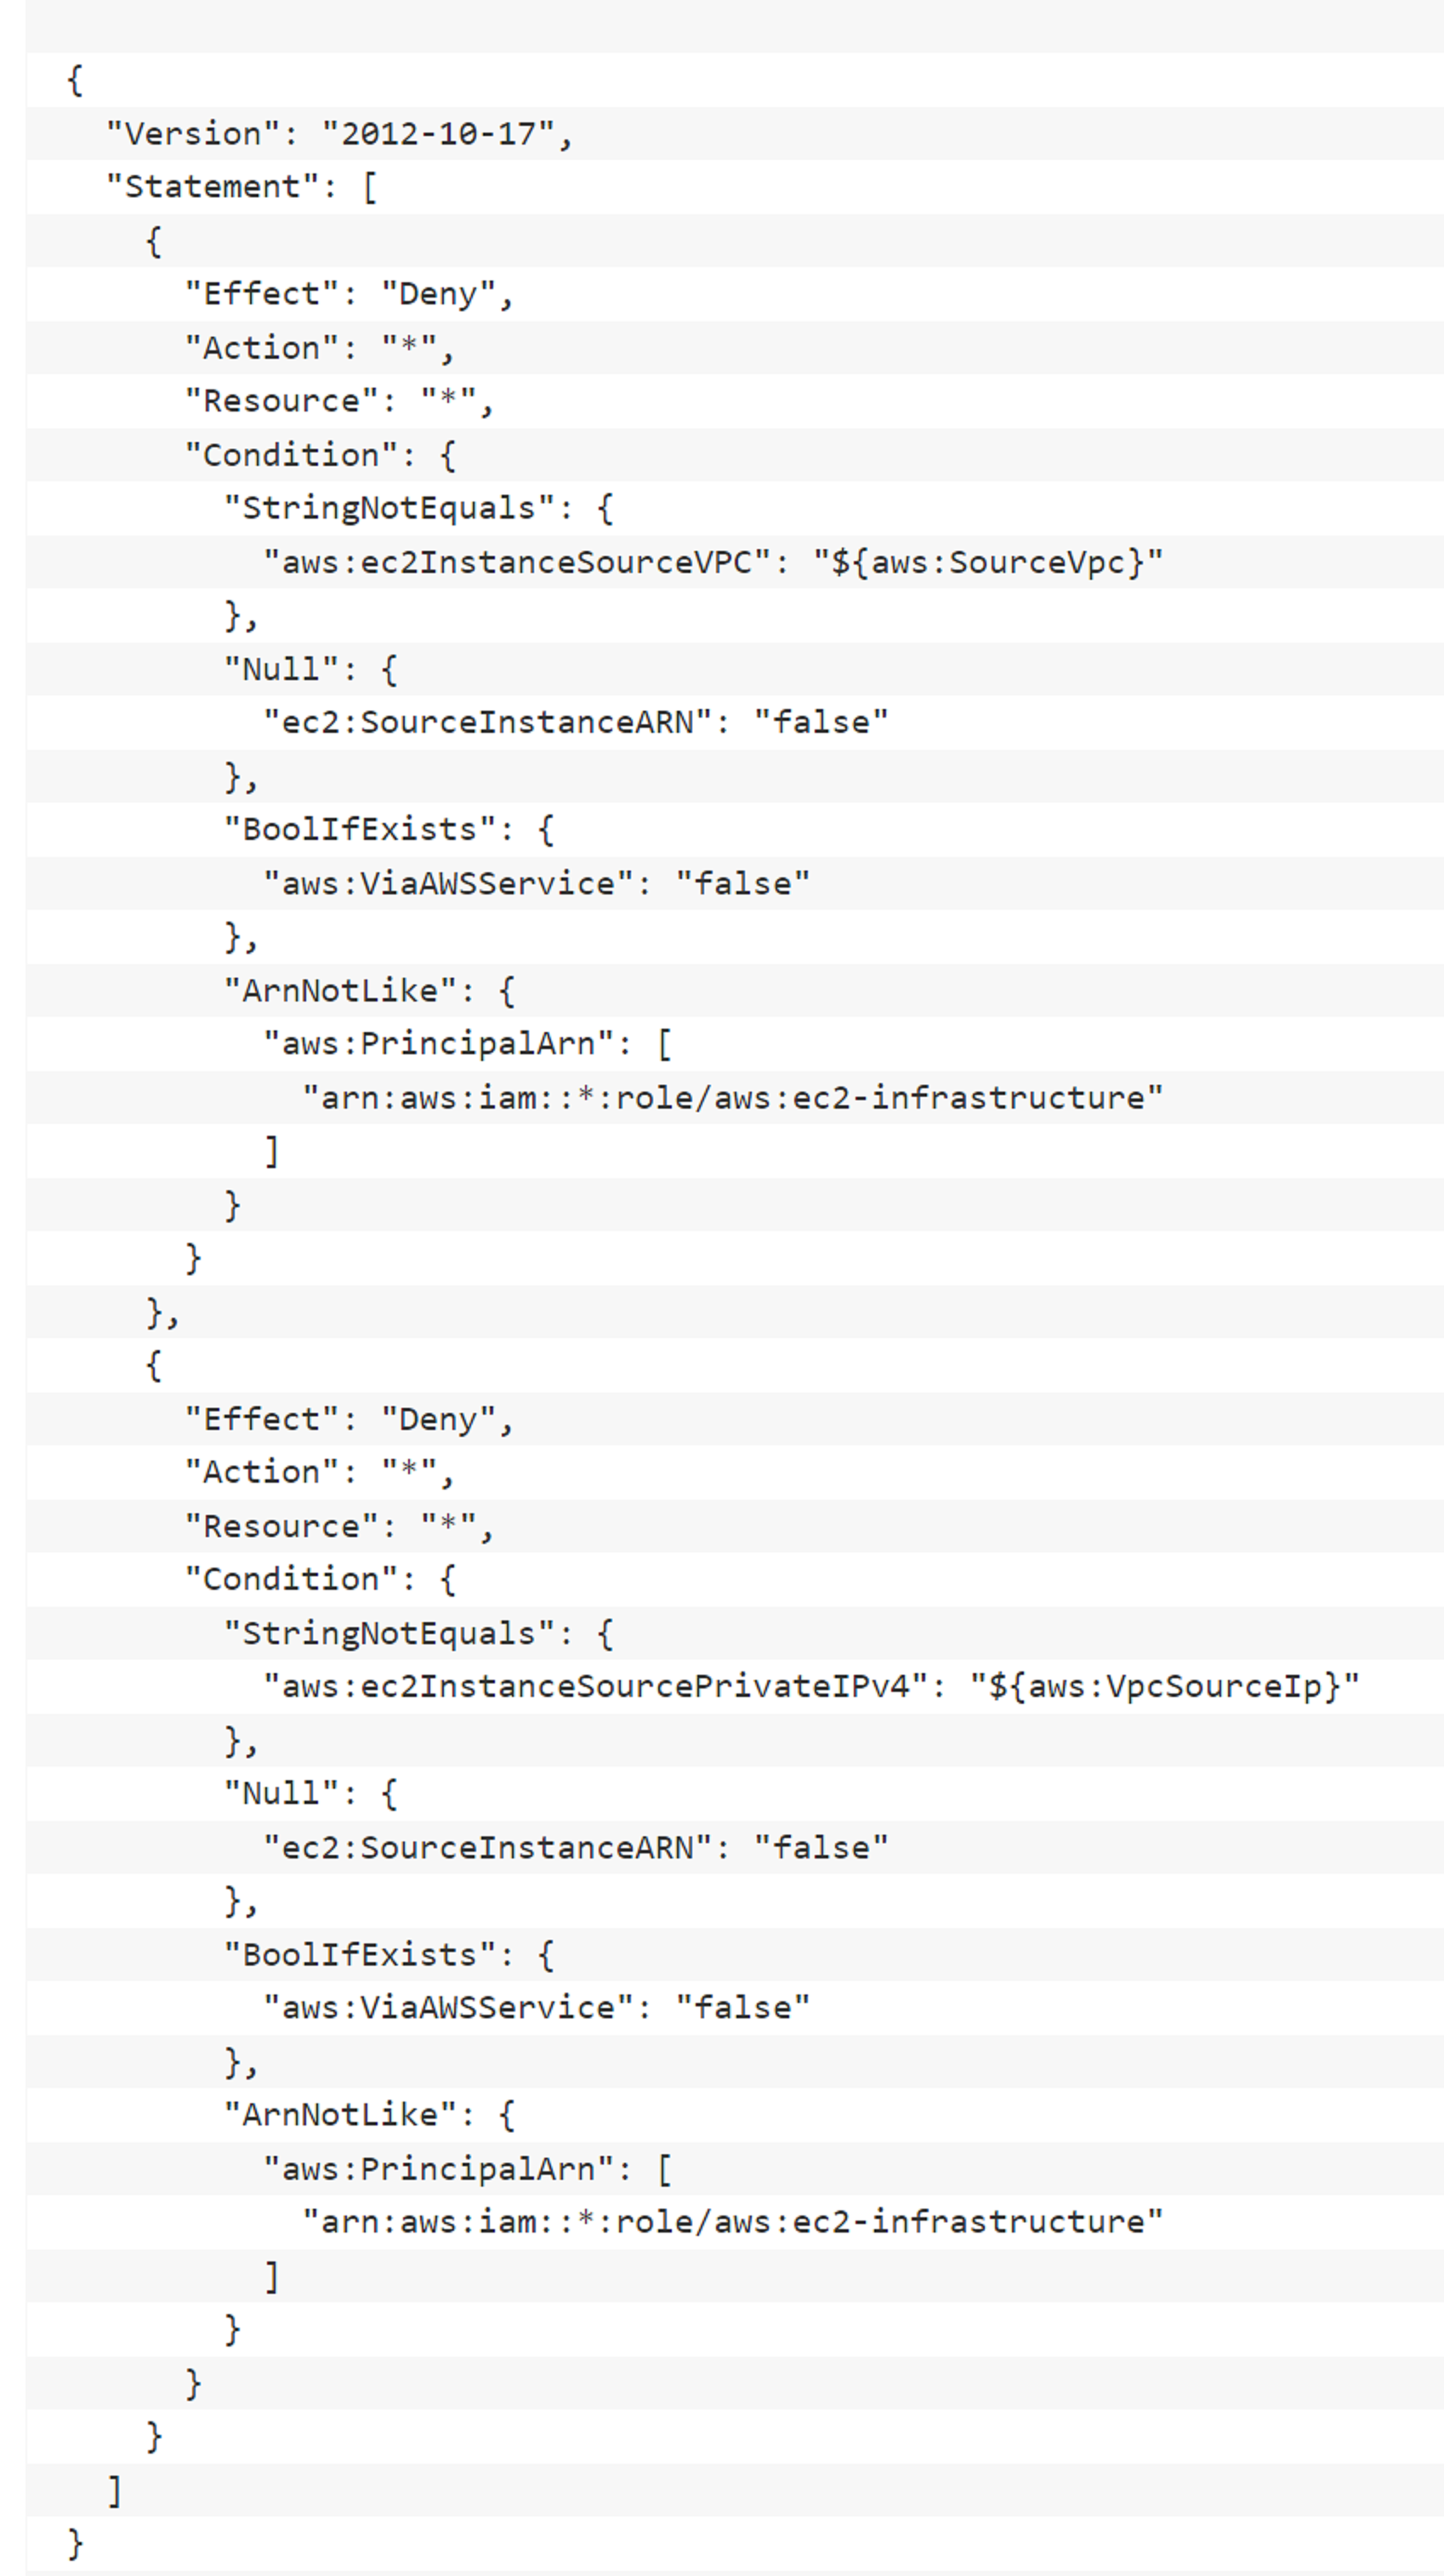 {
  "Version": "2012-10-17",
  "Statement": [
    {
      "Effect": "Deny",
      "Action": "*",
      "Resource": "*",
      "Condition": {
        "StringNotEquals": {
          "aws:ec2InstanceSourceVPC": "${aws:SourceVpc}"
        },
        "Null": {
          "ec2:SourceInstanceARN": "false"
        },
        "BoolIfExists": {
          "aws:ViaAWSService": "false"
        },
        "ArnNotLike": {
          "aws:PrincipalArn": [
            "arn:aws:iam::*:role/aws:ec2-infrastructure"
          ]
        }
      }
    },
    {
      "Effect": "Deny",
      "Action": "*",
      "Resource": "*",
      "Condition": {
        "StringNotEquals": {
          "aws:ec2InstanceSourcePrivateIPv4": "${aws:VpcSourceIp}"
        },
        "Null": {
          "ec2:SourceInstanceARN": "false"
        },
        "BoolIfExists": {
          "aws:ViaAWSService": "false"
        },
        "ArnNotLike": {
          "aws:PrincipalArn": [
            "arn:aws:iam::*:role/aws:ec2-infrastructure"
          ]
        }
      }
    }
  ]
}